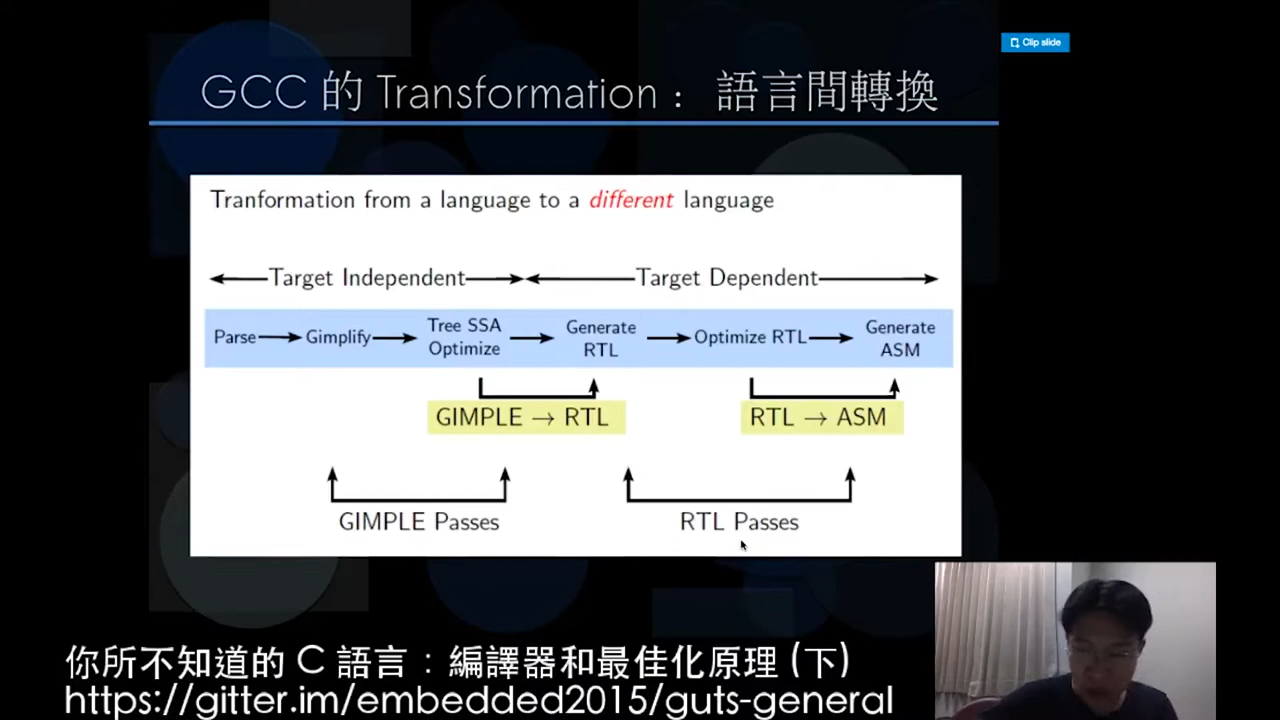 Clip slide
GCC 的 Transformation： 語言間轉換
Tranformation from a language to a different language
Target Independent Target Dependent
Parse Gimplify Tree SSA Optimize Generate RTL Optimize RTL Generate ASM
GIMPLE → RTL RTL → ASM
GIMPLE Passes RTL Passes
你所不知道的 C 語言：編譯器和最佳化原理 (下)
https://gitter.im/embedded2015/guts-general